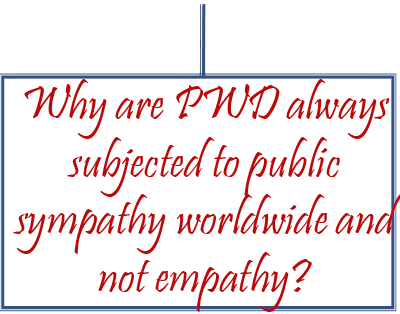 Why are PWD always
subjected to public
sympathy worldwide and
not empathy?